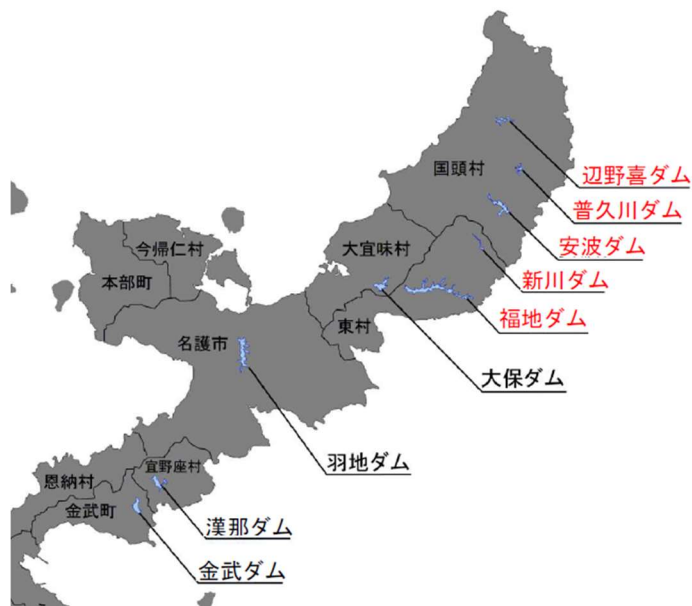 国頭村
辺野喜ダム
普久川ダム
今帰仁村
大宜味村
安波ダム
本部町
新川ダム
福地ダム
東村
名護市
大保ダム
羽地ダム
宜野座村
恩納村
金武町
漢那ダム
金武ダム